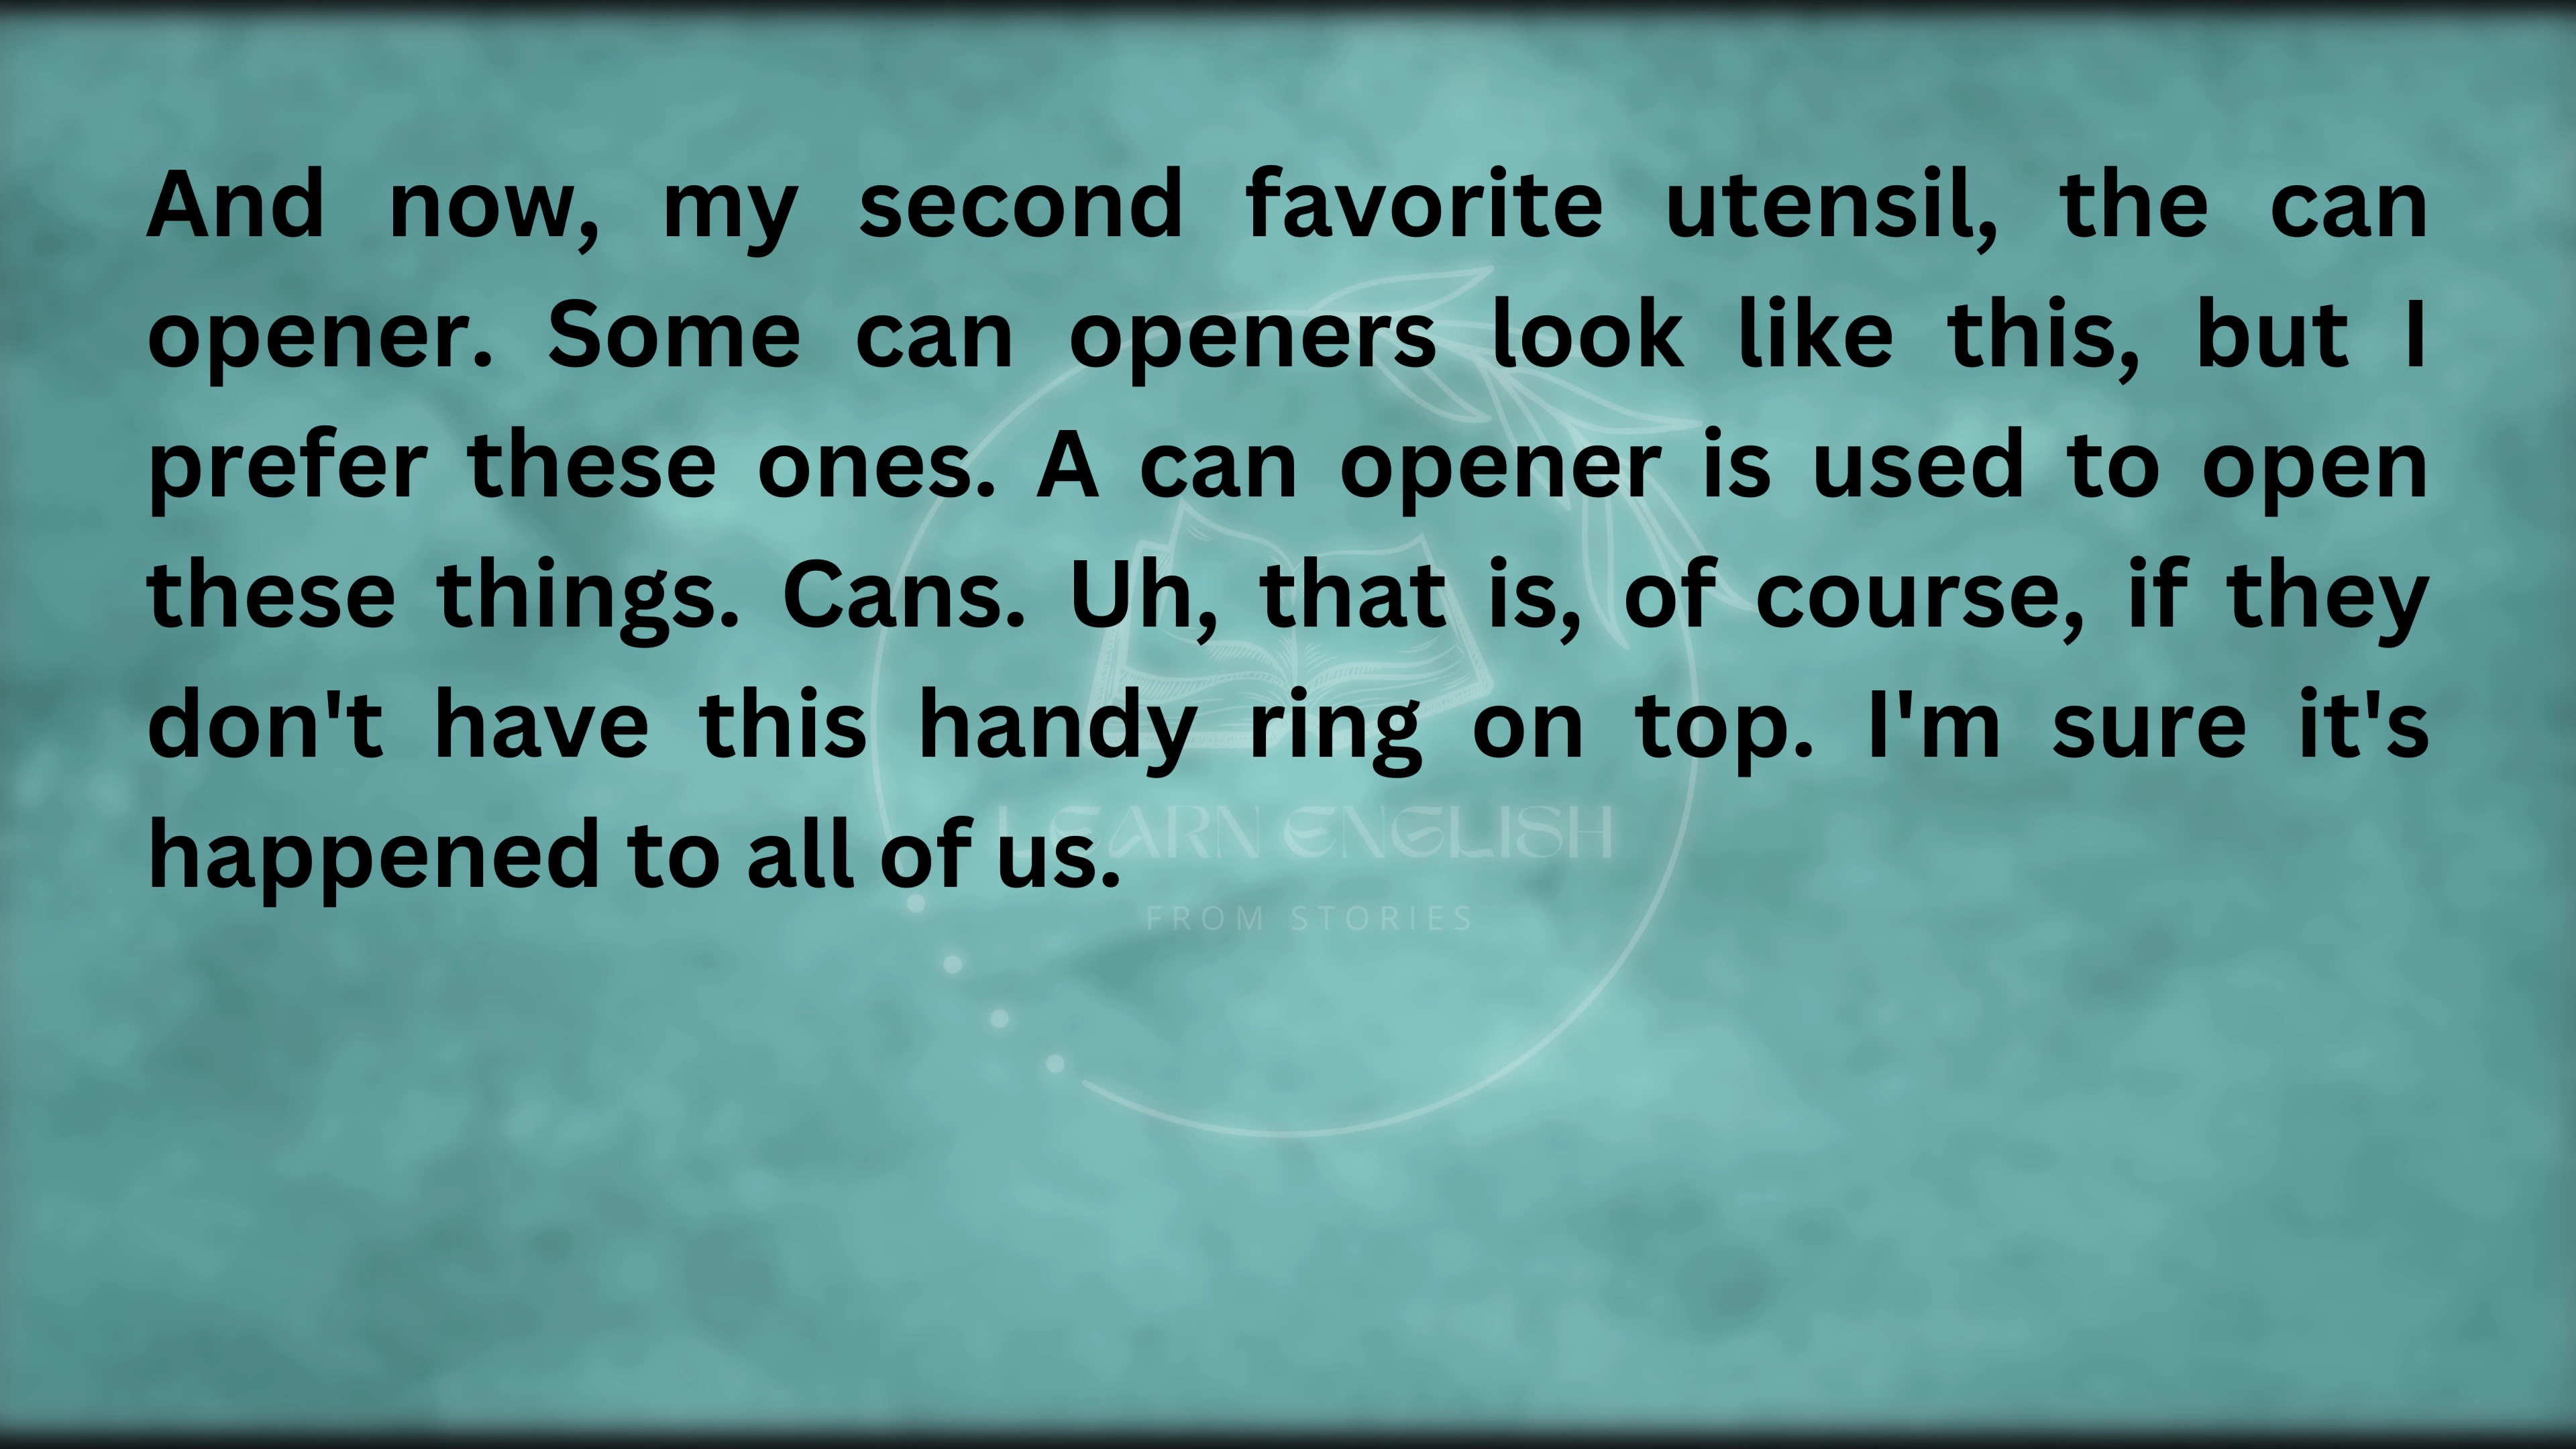 And now, my second favorite utensil, the can
opener. Some can openers look like this, but I
prefer these ones. A can opener is used to open
these things. Cans. Uh, that is, of course, if they
don't have this handy ring on top. I'm sure it's
happened to all of us.
LEARN ENGLISH
FROM STORIES